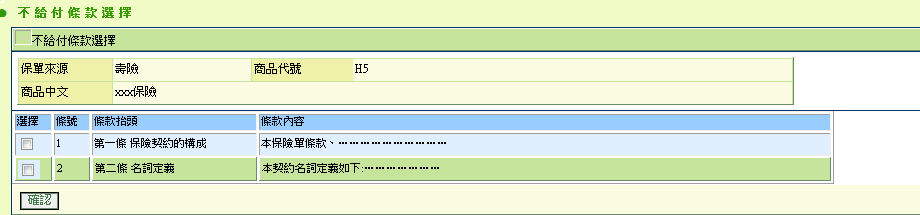 不給付條款選擇
不給付條款選擇
保單來源 壽險 商品代號 H5
商品中文 xxx保險
選擇 條號 條款抬頭 條款內容
1 第一條 保險契約的構成 本保險單條款、…………………………
2 第二條 名詞定義 本契約名詞定義如下:…………………
確認